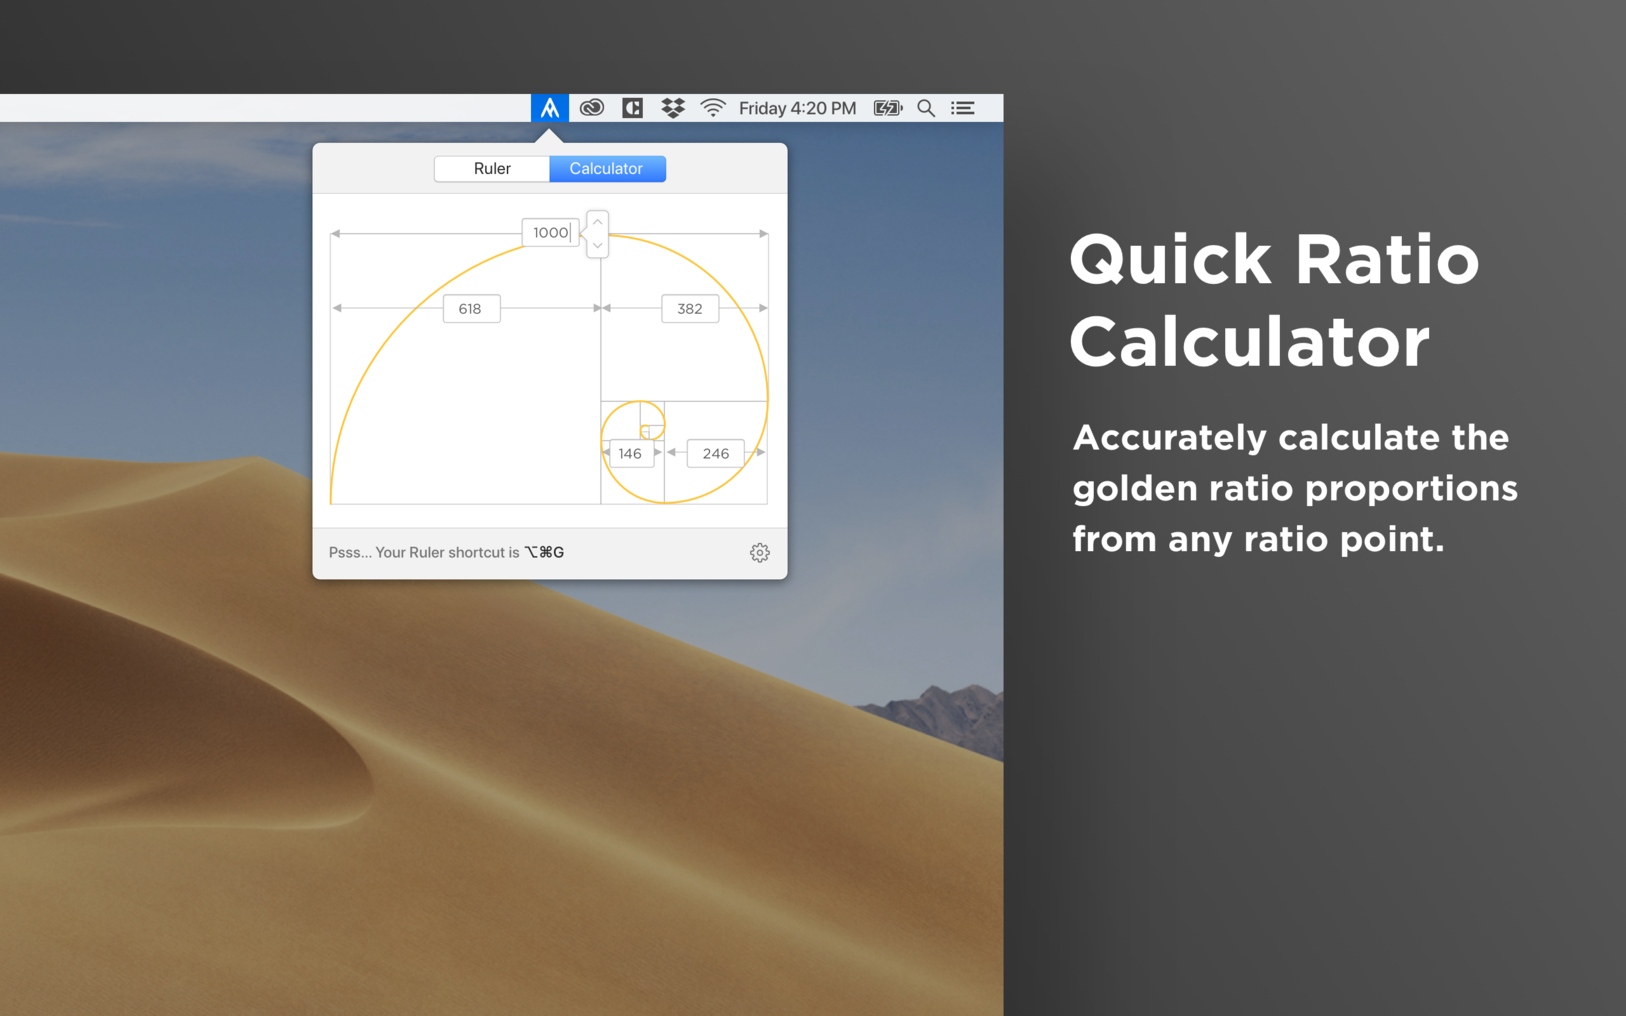 Friday 4:20 PM
Ruler
Calculator
1000
618
382
146
246
Psss... Your Ruler shortcut is ⌥⌘G
Quick Ratio
Calculator
Accurately calculate the
golden ratio proportions
from any ratio point.